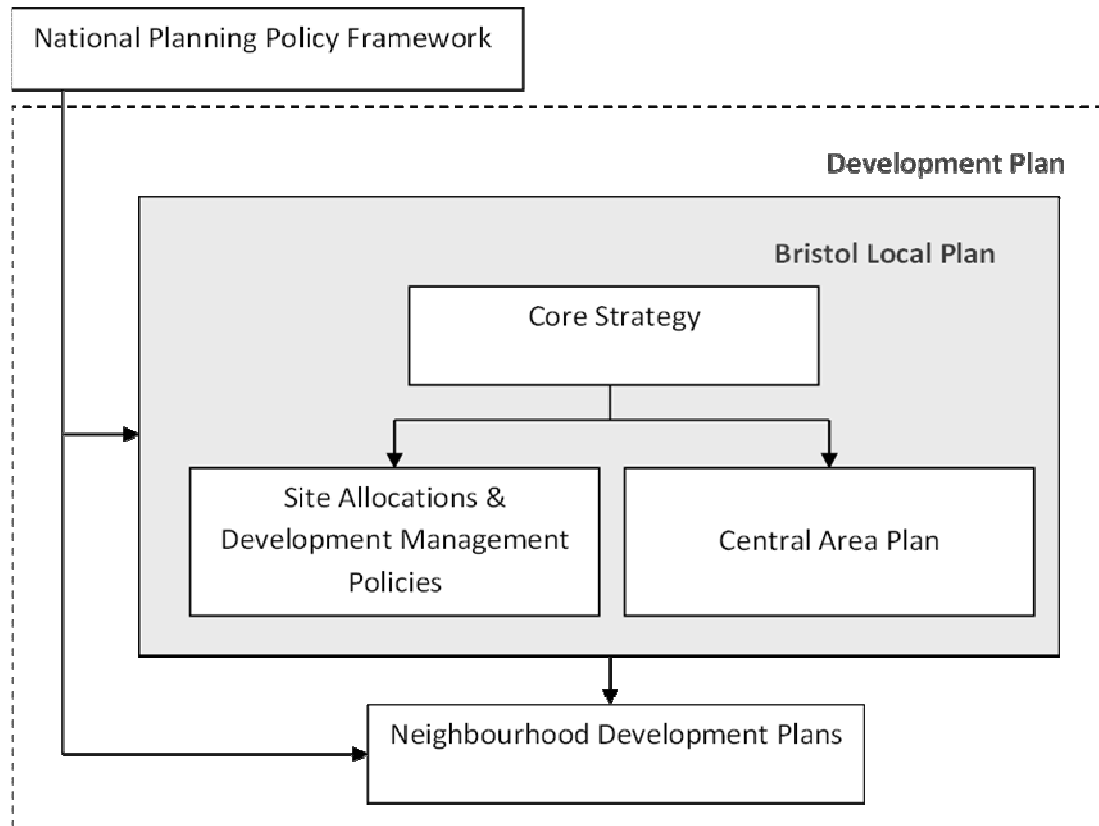 National Planning Policy Framework
Development Plan
Bristol Local Plan
Core Strategy
Site Allocations &
Development Management
Policies
Central Area Plan
Neighbourhood Development Plans